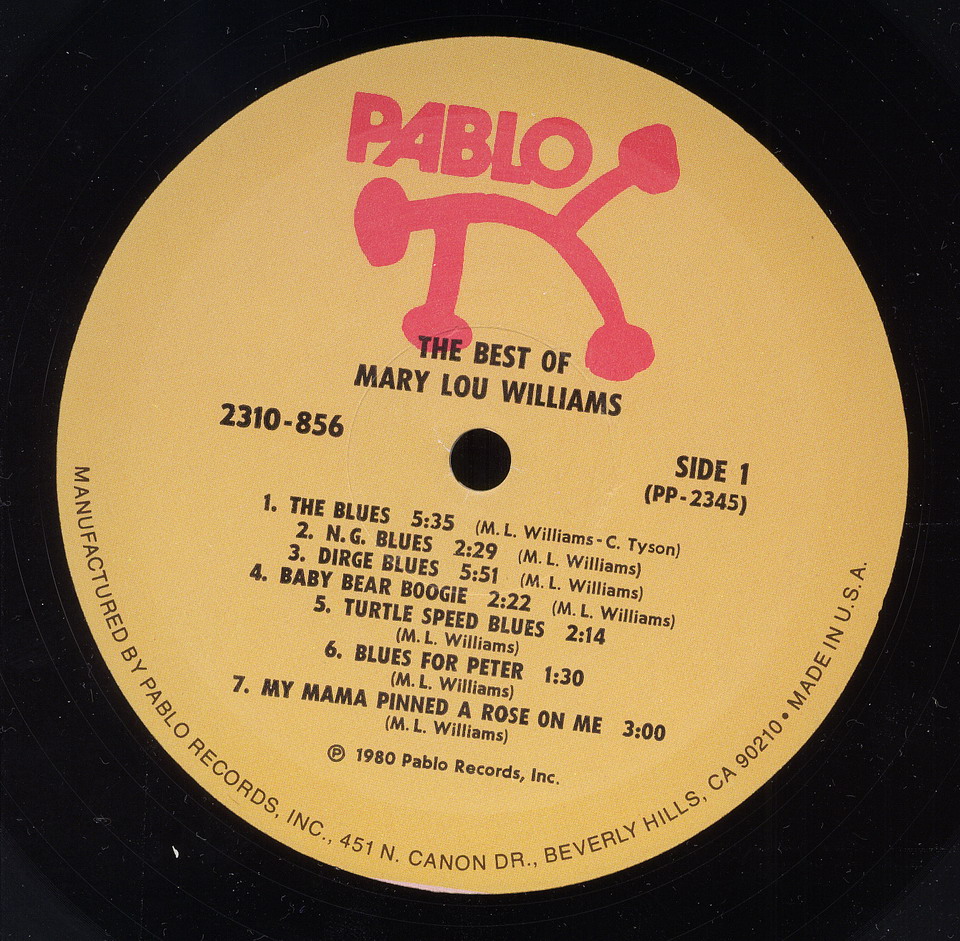 PABLO
THE BEST OF
MARY LOU WILLIAMS
2310-856
SIDE 1
(PP-2345)
1. THE BLUES 5:35 (M. L. Williams - C. Tyson)
2. N.G. BLUES 2:29 (M. L. Williams)
3. DIRGE BLUES 5:51 (M. L. Williams)
4. BABY BEAR BOOGIE 2:22 (M. L. Williams)
5. TURTLE SPEED BLUES 2:14
(M. L. Williams)
6. BLUES FOR PETER 1:30
(M. L. Williams)
7. MY MAMA PINNED A ROSE ON ME 3:00
(M. L. Williams)
℗ 1980 Pablo Records, Inc.
MANUFACTURED BY PABLO RECORDS, INC., 451 N. CANON DR., BEVERLY HILLS, CA 90210 • MADE IN U.S.A.